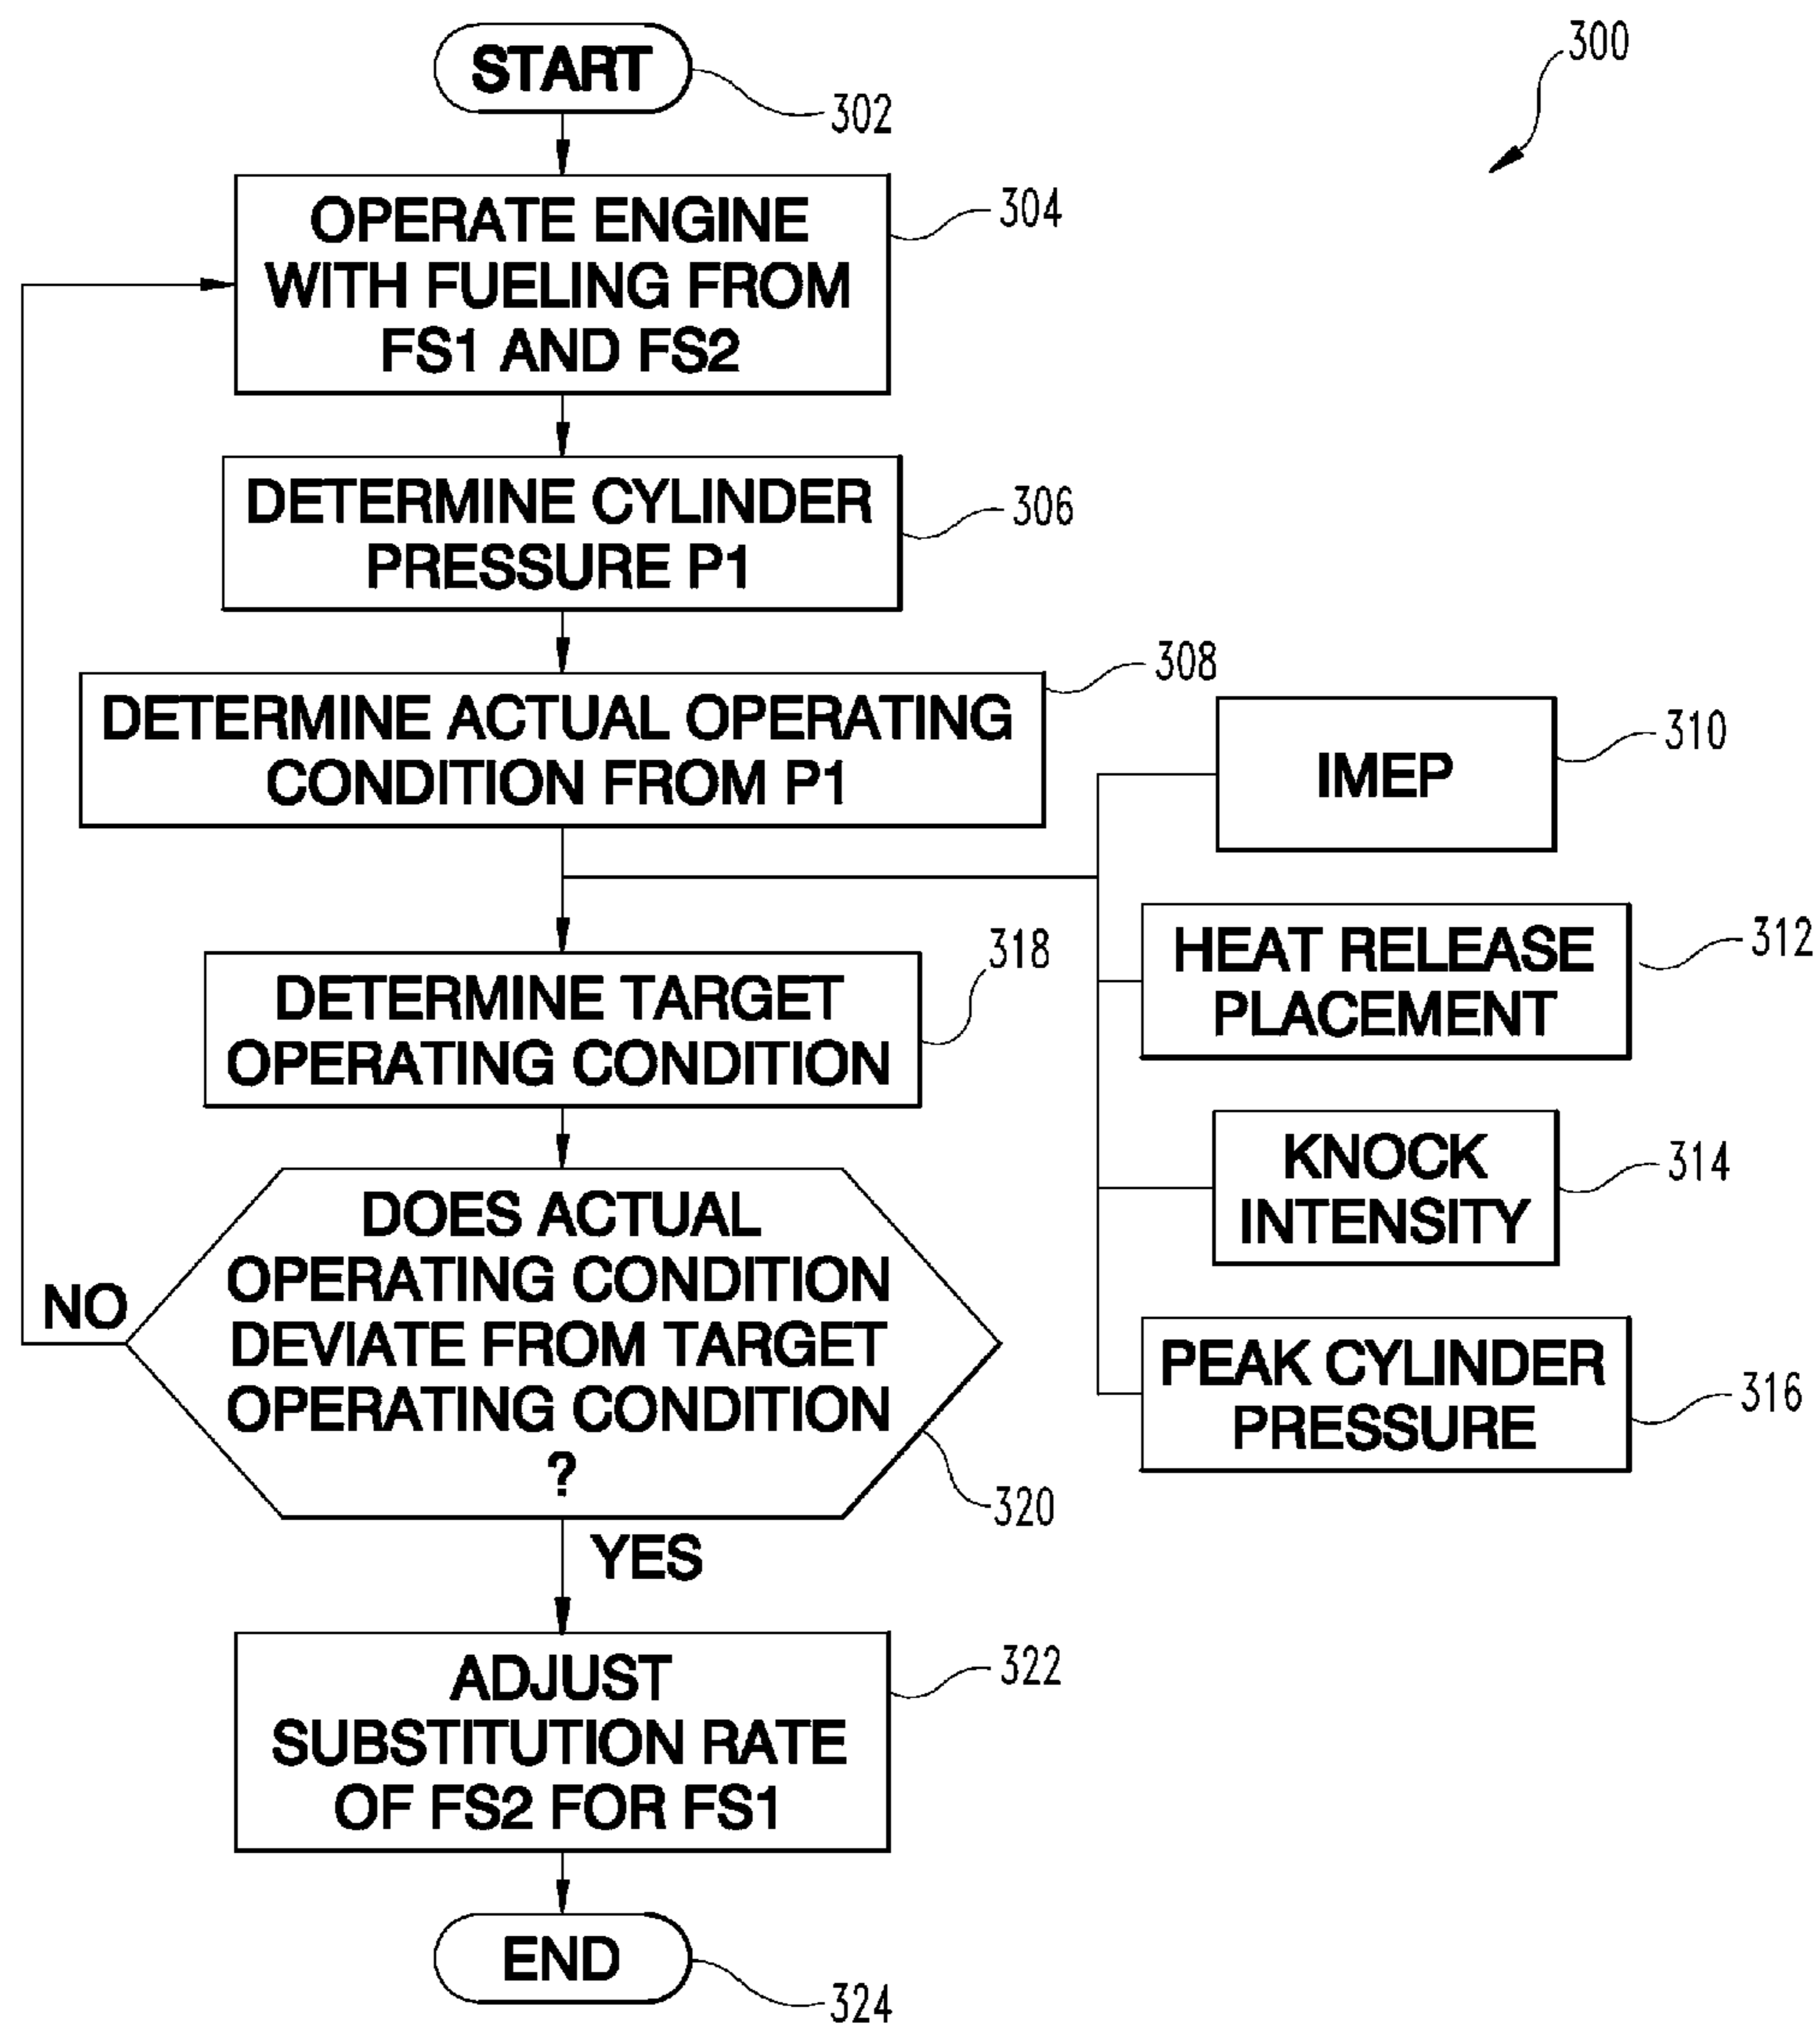 START
302
300
OPERATE ENGINE
WITH FUELING FROM
FS1 AND FS2
304
DETERMINE CYLINDER
PRESSURE P1
306
DETERMINE ACTUAL OPERATING
CONDITION FROM P1
308
IMEP
310
HEAT RELEASE
PLACEMENT
312
KNOCK
INTENSITY
314
PEAK CYLINDER
PRESSURE
316
DETERMINE TARGET
OPERATING CONDITION
318
DOES ACTUAL
OPERATING CONDITION
DEVIATE FROM TARGET
OPERATING CONDITION
?
320
NO
YES
ADJUST
SUBSTITUTION RATE
OF FS2 FOR FS1
322
END
324